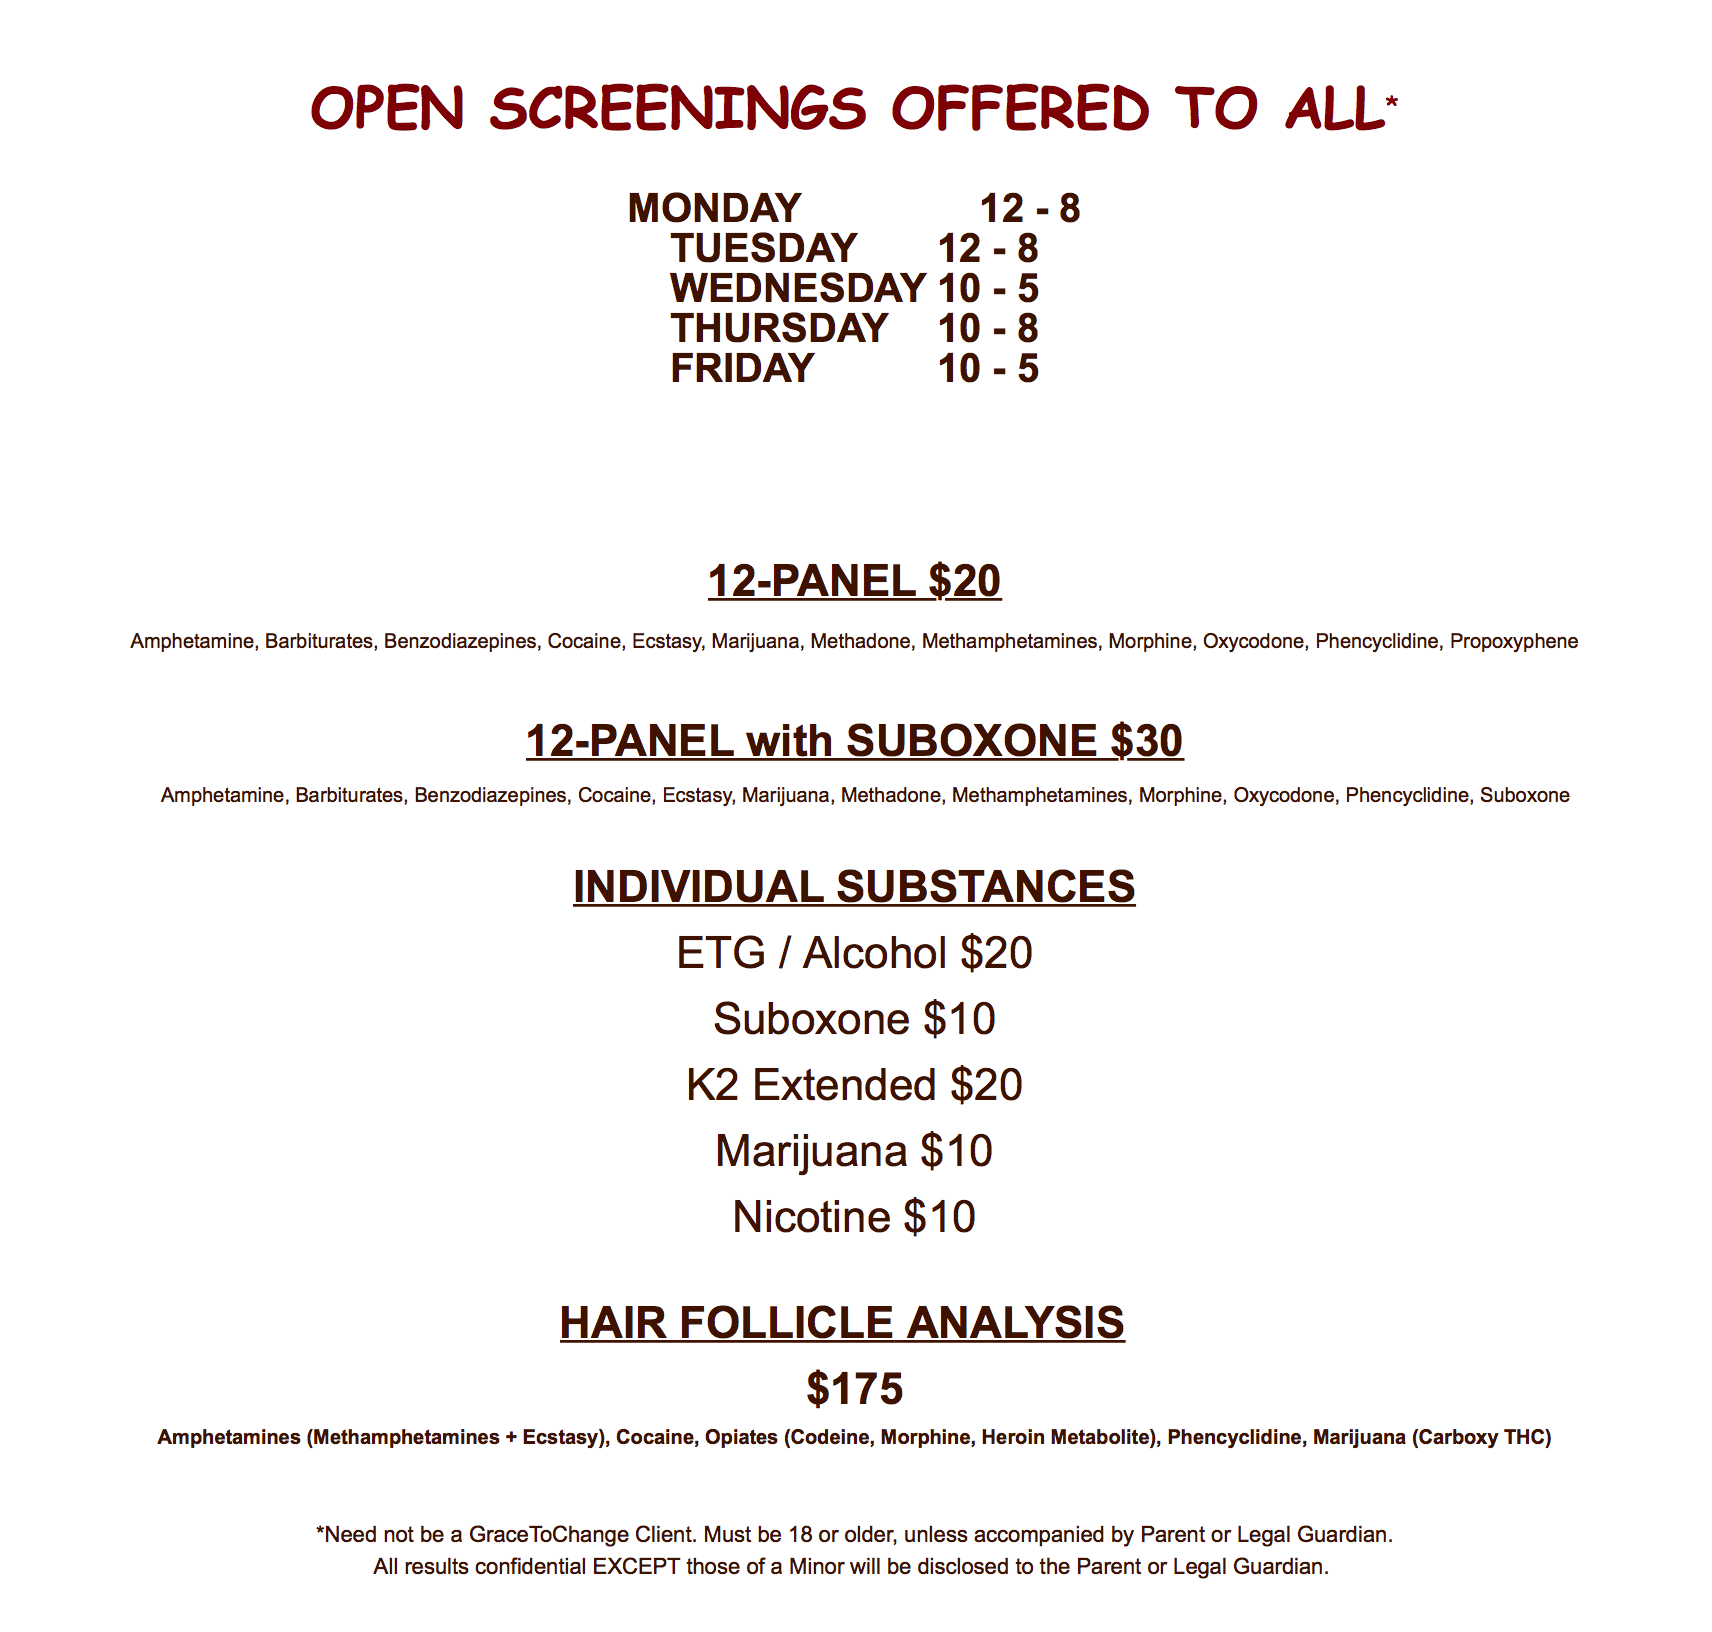 OPEN SCREENINGS OFFERED TO ALL*
MONDAY 12 - 8
TUESDAY 12 - 8
WEDNESDAY 10 - 5
THURSDAY 10 - 8
FRIDAY 10 - 5
12-PANEL $20
Amphetamine, Barbiturates, Benzodiazepines, Cocaine, Ecstasy, Marijuana, Methadone, Methamphetamines, Morphine, Oxycodone, Phencyclidine, Propoxyphene
12-PANEL with SUBOXONE $30
Amphetamine, Barbiturates, Benzodiazepines, Cocaine, Ecstasy, Marijuana, Methadone, Methamphetamines, Morphine, Oxycodone, Phencyclidine, Suboxone
INDIVIDUAL SUBSTANCES
ETG / Alcohol $20
Suboxone $10
K2 Extended $20
Marijuana $10
Nicotine $10
HAIR FOLLICLE ANALYSIS
$175
Amphetamines (Methamphetamines + Ecstasy), Cocaine, Opiates (Codeine, Morphine, Heroin Metabolite), Phencyclidine, Marijuana (Carboxy THC)
*Need not be a GraceToChange Client. Must be 18 or older, unless accompanied by Parent or Legal Guardian.
All results confidential EXCEPT those of a Minor will be disclosed to the Parent or Legal Guardian.